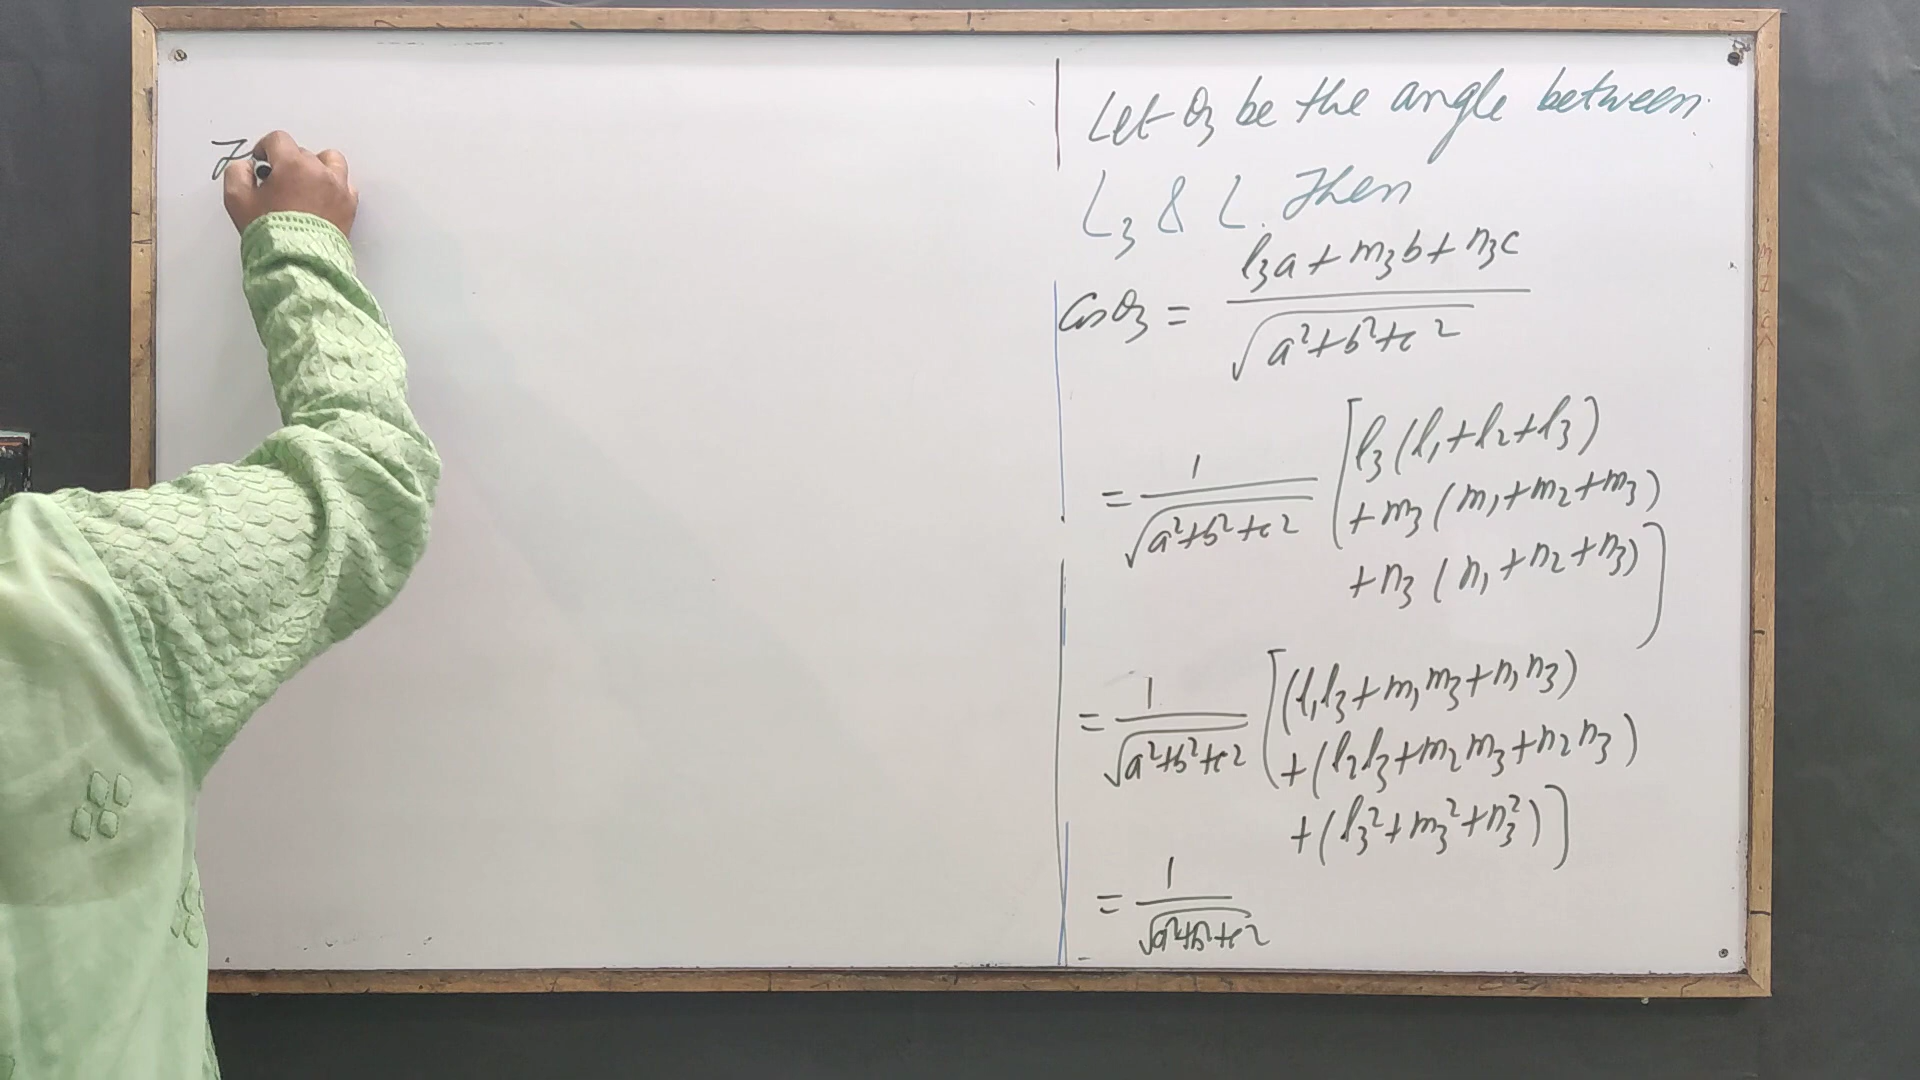 Let θ₃ be the angle between
L₃ & L. Then
Cosθ₃ = (l₃a + m₃b + n₃c) / √(a²+b²+c²)
= 1/√(a²+b²+c²) [l₃(l₁+l₂+l₃)
+ m₃(m₁+m₂+m₃)
+ n₃(n₁+n₂+n₃)]
= 1/√(a²+b²+c²) [(l₁l₃+m₁m₃+n₁n₃)
+ (l₂l₃+m₂m₃+n₂n₃)
+ (l₃²+m₃²+n₃²)]
= 1/√(a²+b²+c²)